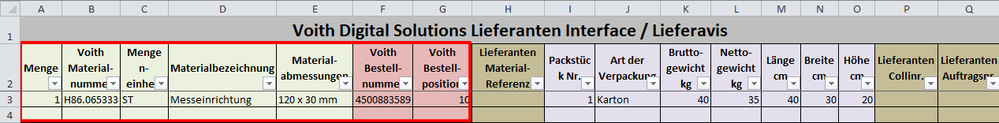 A B C D E F G H I J K L M N O P Q
1 Voith Digital Solutions Lieferanten Interface / Lieferavis
2 Menge Voith Material-numme Menge n-einhe Materialbezeichnung Material-abmessungen Voith Bestell-numme Voith Bestell-position Lieferanten Material-Referenz Packstüc k Nr. Art der Verpackung Brutto-gewicht kg Netto-gewicht kg Länge cm Breite cm Höhe cm Lieferanten Collinr. Lieferanten Auftragsnr.
3 1 H86.065333 ST Messeinrichtung 120 x 30 mm 4500883589 10 1 Karton 40 35 40 30 20
4